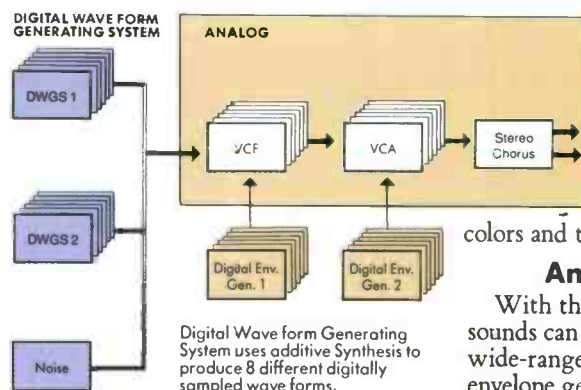 DIGITAL WAVE FORM
GENERATING SYSTEM
ANALOG
DWGS 1
VCF
VCA
Stereo
Chorus
DWGS 2
Digital Env.
Gen. 1
Digital Env.
Gen. 2
Noise
Digital Wave form Generating
System uses additive Synthesis to
produce 8 different digitally
sampled wave forms.
colors and
An
With th
sounds can
wide-range
envelope ge